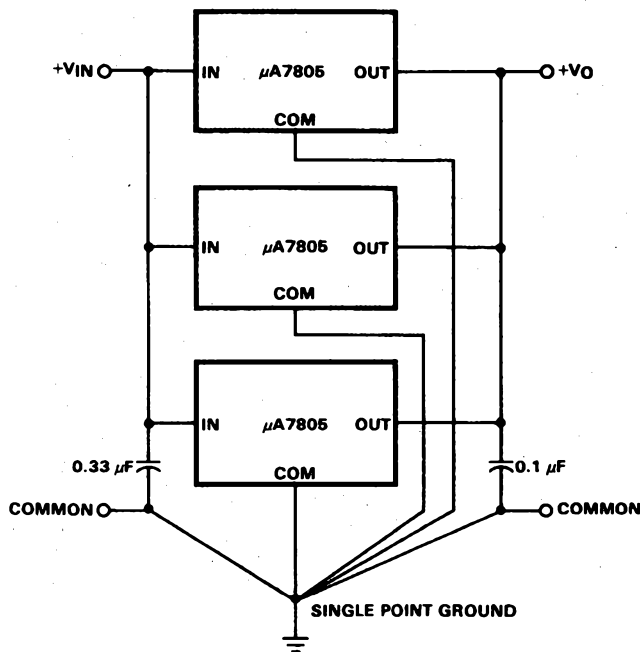 +VIN
IN
μA7805
OUT
+VO
COM
IN
μA7805
OUT
COM
IN
μA7805
OUT
COM
0.33 μF
0.1 μF
COMMON
COMMON
SINGLE POINT GROUND